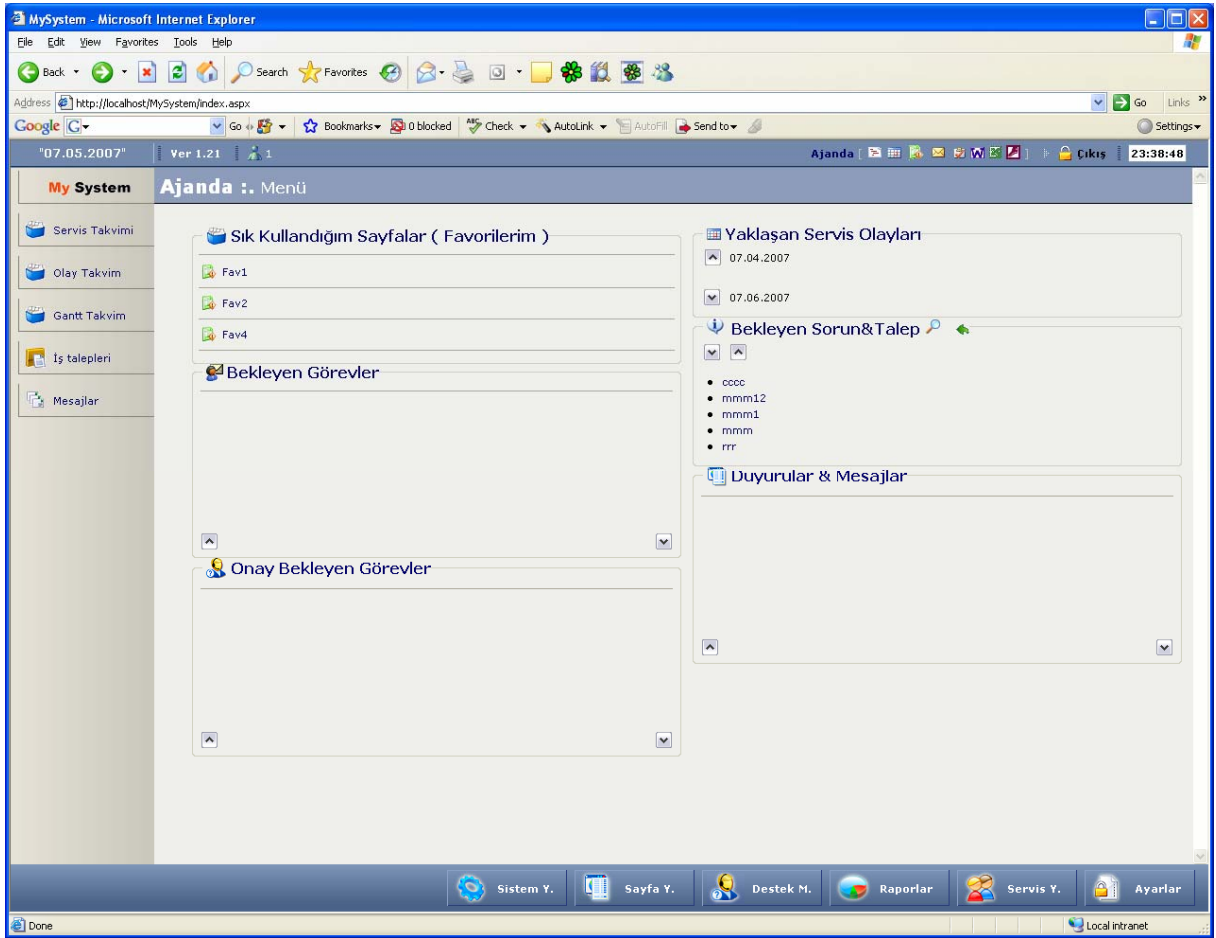 MySystem - Microsoft Internet Explorer
File Edit View Favorites Tools Help
Back Search Favorites
Address http://localhost/MySystem/index.aspx Go Links »
Google G Go Bookmarks 0 blocked ABC Check AutoLink AutoFill Send to Settings
"07.05.2007" Ver 1.21 1 Ajanda [ ] Çıkış 23:38:48
My System
Ajanda :. Menü
Servis Takvimi
Olay Takvim
Gantt Takvim
İş talepleri
Mesajlar
Sık Kullandığım Sayfalar ( Favorilerim )
Fav1
Fav2
Fav4
Bekleyen Görevler
Onay Bekleyen Görevler
Yaklaşan Servis Olayları
07.04.2007
07.06.2007
Bekleyen Sorun&Talep
cccc
mmm12
mmm1
mmm
rrr
Duyurular & Mesajlar
Sistem Y. Sayfa Y. Destek M. Raporlar Servis Y. Ayarlar
Done Local intranet